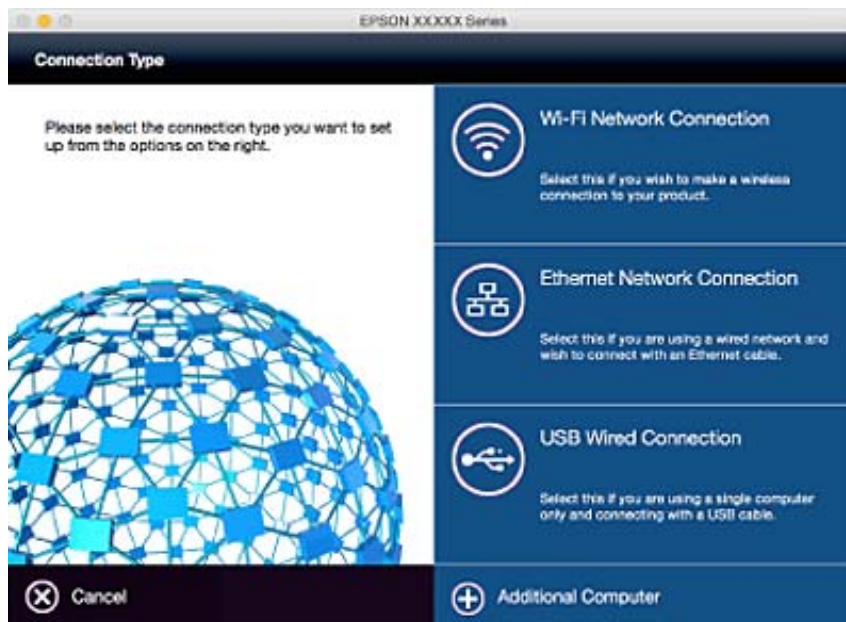 EPSON XXXXX Series
Connection Type
Please select the connection type you want to set
up from the options on the right.
Wi-Fi Network Connection
Select this if you wish to make a wireless
connection to your product.
Ethernet Network Connection
Select this if you are using a wired network and
wish to connect with an Ethernet cable.
USB Wired Connection
Select this if you are using a single computer
only and connecting with a USB cable.
Cancel
Additional Computer